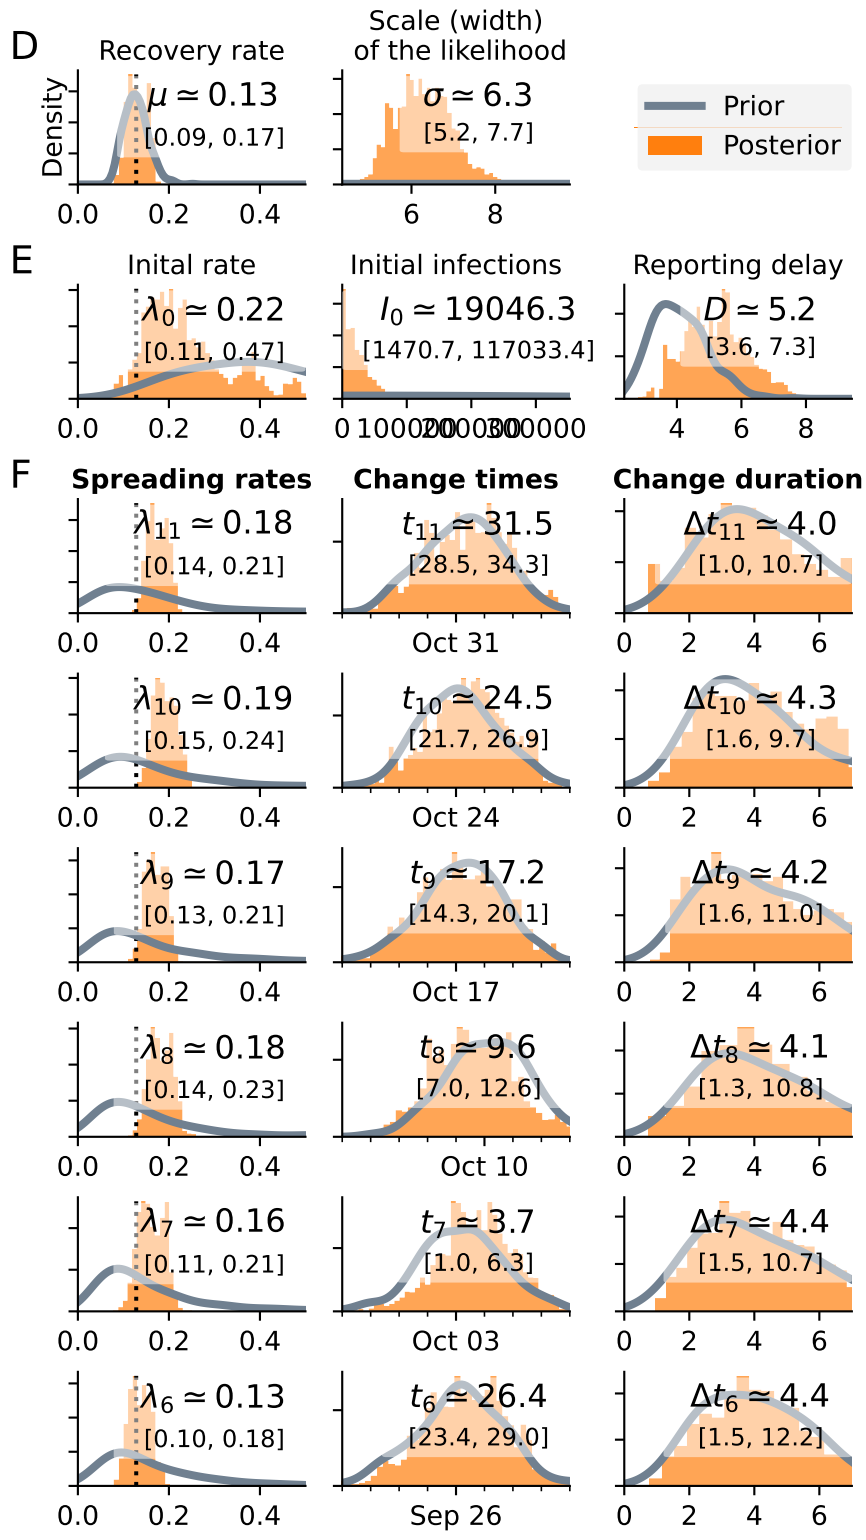 D
Recovery rate
Scale (width)
of the likelihood
Density
μ ≃ 0.13
[0.09, 0.17]
σ ≃ 6.3
[5.2, 7.7]
Prior
Posterior
0.0 0.2 0.4
6 8
E
Inital rate
Initial infections
Reporting delay
λ0 ≃ 0.22
[0.11, 0.47]
I0 ≃ 19046.3
[1470.7, 117033.4]
D ≃ 5.2
[3.6, 7.3]
0.0 0.2 0.4
0 100000 200000 300000
4 6 8
F
Spreading rates
Change times
Change duration
λ11 ≃ 0.18
[0.14, 0.21]
t11 ≃ 31.5
[28.5, 34.3]
Δt11 ≃ 4.0
[1.0, 10.7]
0.0 0.2 0.4
Oct 31
0 2 4 6
λ10 ≃ 0.19
[0.15, 0.24]
t10 ≃ 24.5
[21.7, 26.9]
Δt10 ≃ 4.3
[1.6, 9.7]
0.0 0.2 0.4
Oct 24
0 2 4 6
λ9 ≃ 0.17
[0.13, 0.21]
t9 ≃ 17.2
[14.3, 20.1]
Δt9 ≃ 4.2
[1.6, 11.0]
0.0 0.2 0.4
Oct 17
0 2 4 6
λ8 ≃ 0.18
[0.14, 0.23]
t8 ≃ 9.6
[7.0, 12.6]
Δt8 ≃ 4.1
[1.3, 10.8]
0.0 0.2 0.4
Oct 10
0 2 4 6
λ7 ≃ 0.16
[0.11, 0.21]
t7 ≃ 3.7
[1.0, 6.3]
Δt7 ≃ 4.4
[1.5, 10.7]
0.0 0.2 0.4
Oct 03
0 2 4 6
λ6 ≃ 0.13
[0.10, 0.18]
t6 ≃ 26.4
[23.4, 29.0]
Δt6 ≃ 4.4
[1.5, 12.2]
0.0 0.2 0.4
Sep 26
0 2 4 6